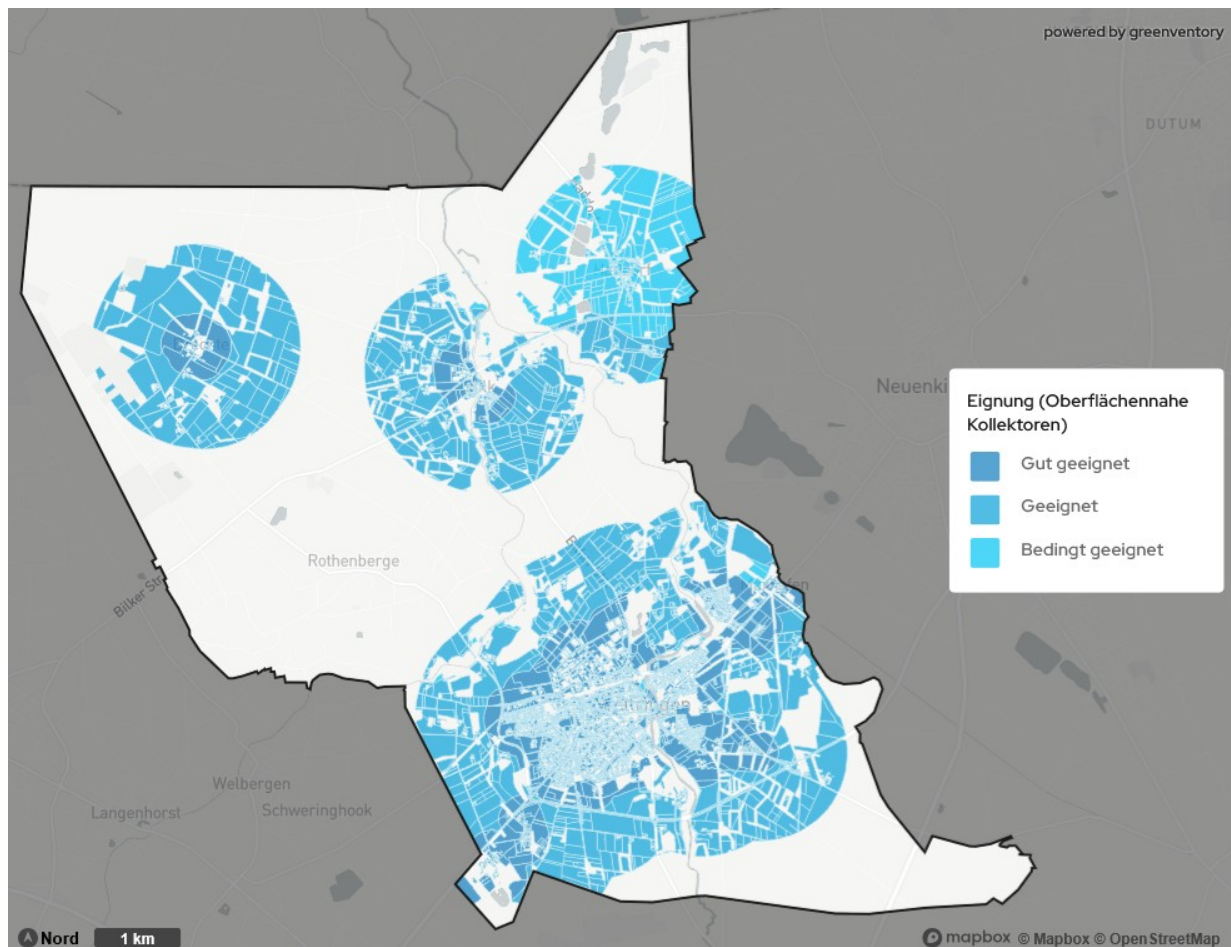 powered by greenventory
DUTUM
Neuenki
Eignung (Oberflächennahe
Kollektoren)
Gut geeignet
Geeignet
Bedingt geeignet
Rothenberge
Bilker Str
Welbergen
Langenhorst
Schweringhook
Nord
1 km
mapbox © Mapbox © OpenStreetMap